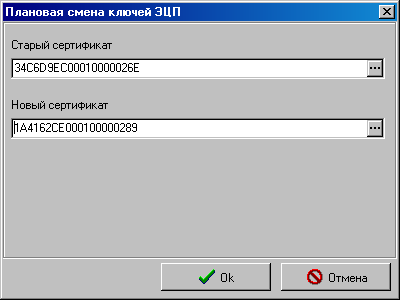 Плановая смена ключей ЭЦП
Старый сертификат
34C6D9EC00010000026E
Новый сертификат
1A4162CE000100000289
Ok
Отмена